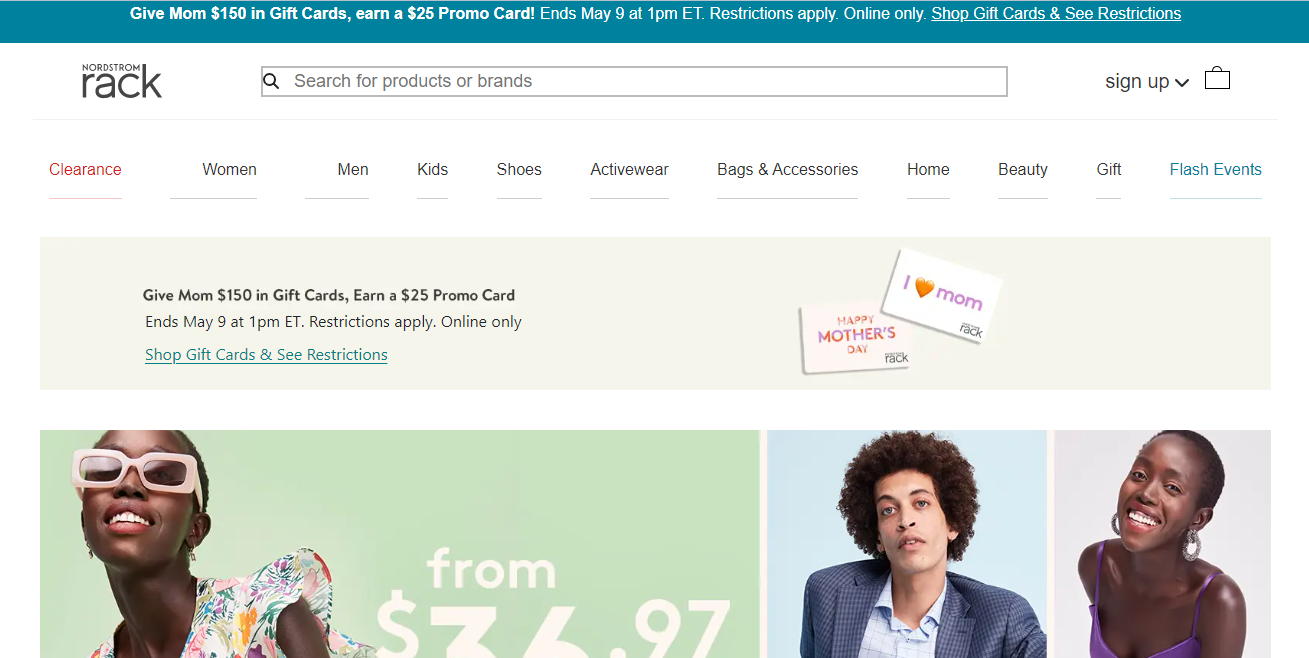 Give Mom $150 in Gift Cards, earn a $25 Promo Card! Ends May 9 at 1pm ET. Restrictions apply. Online only. Shop Gift Cards & See Restrictions
NORDSTROM
rack
Search for products or brands
sign up
Clearance Women Men Kids Shoes Activewear Bags & Accessories Home Beauty Gift Flash Events
Give Mom $150 in Gift Cards, Earn a $25 Promo Card
Ends May 9 at 1pm ET. Restrictions apply. Online only
Shop Gift Cards & See Restrictions
I 🧡 mom
NORDSTROM
rack
HAPPY
MOTHER'S
DAY
NORDSTROM
rack
from
$36.97